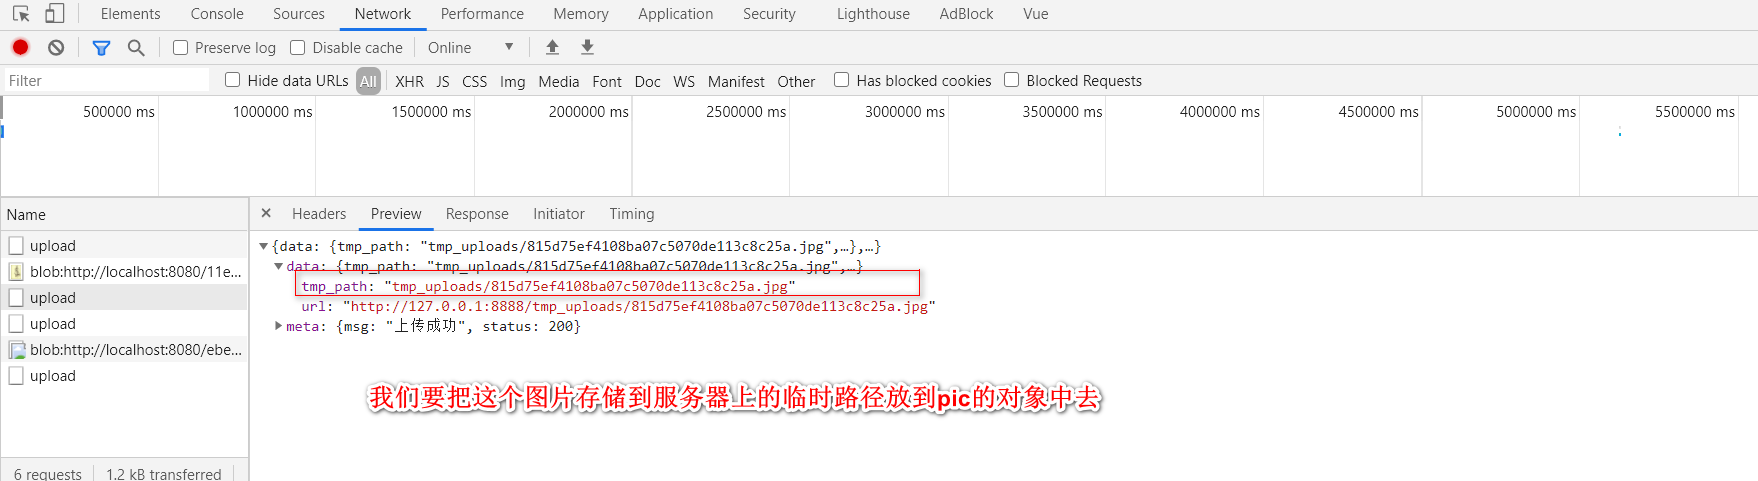 Elements Console Sources Network Performance Memory Application Security Lighthouse AdBlock Vue
Preserve log Disable cache Online
Filter Hide data URLs All XHR JS CSS Img Media Font Doc WS Manifest Other Has blocked cookies Blocked Requests
500000 ms 1000000 ms 1500000 ms 2000000 ms 2500000 ms 3000000 ms 3500000 ms 4000000 ms 4500000 ms 5000000 ms 5500000 ms
Name
upload
blob:http://localhost:8080/11e...
upload
upload
blob:http://localhost:8080/ebe...
upload
6 requests 1.2 kB transferred
× Headers Preview Response Initiator Timing
▼{data: {tmp_path: "tmp_uploads/815d75ef4108ba07c5070de113c8c25a.jpg",…},…}
▼data: {tmp_path: "tmp_uploads/815d75ef4108ba07c5070de113c8c25a.jpg",…}
tmp_path: "tmp_uploads/815d75ef4108ba07c5070de113c8c25a.jpg"
url: "http://127.0.0.1:8888/tmp_uploads/815d75ef4108ba07c5070de113c8c25a.jpg"
▶meta: {msg: "上传成功", status: 200}
我们要把这个图片存储到服务器上的临时路径放到pic的对象中去